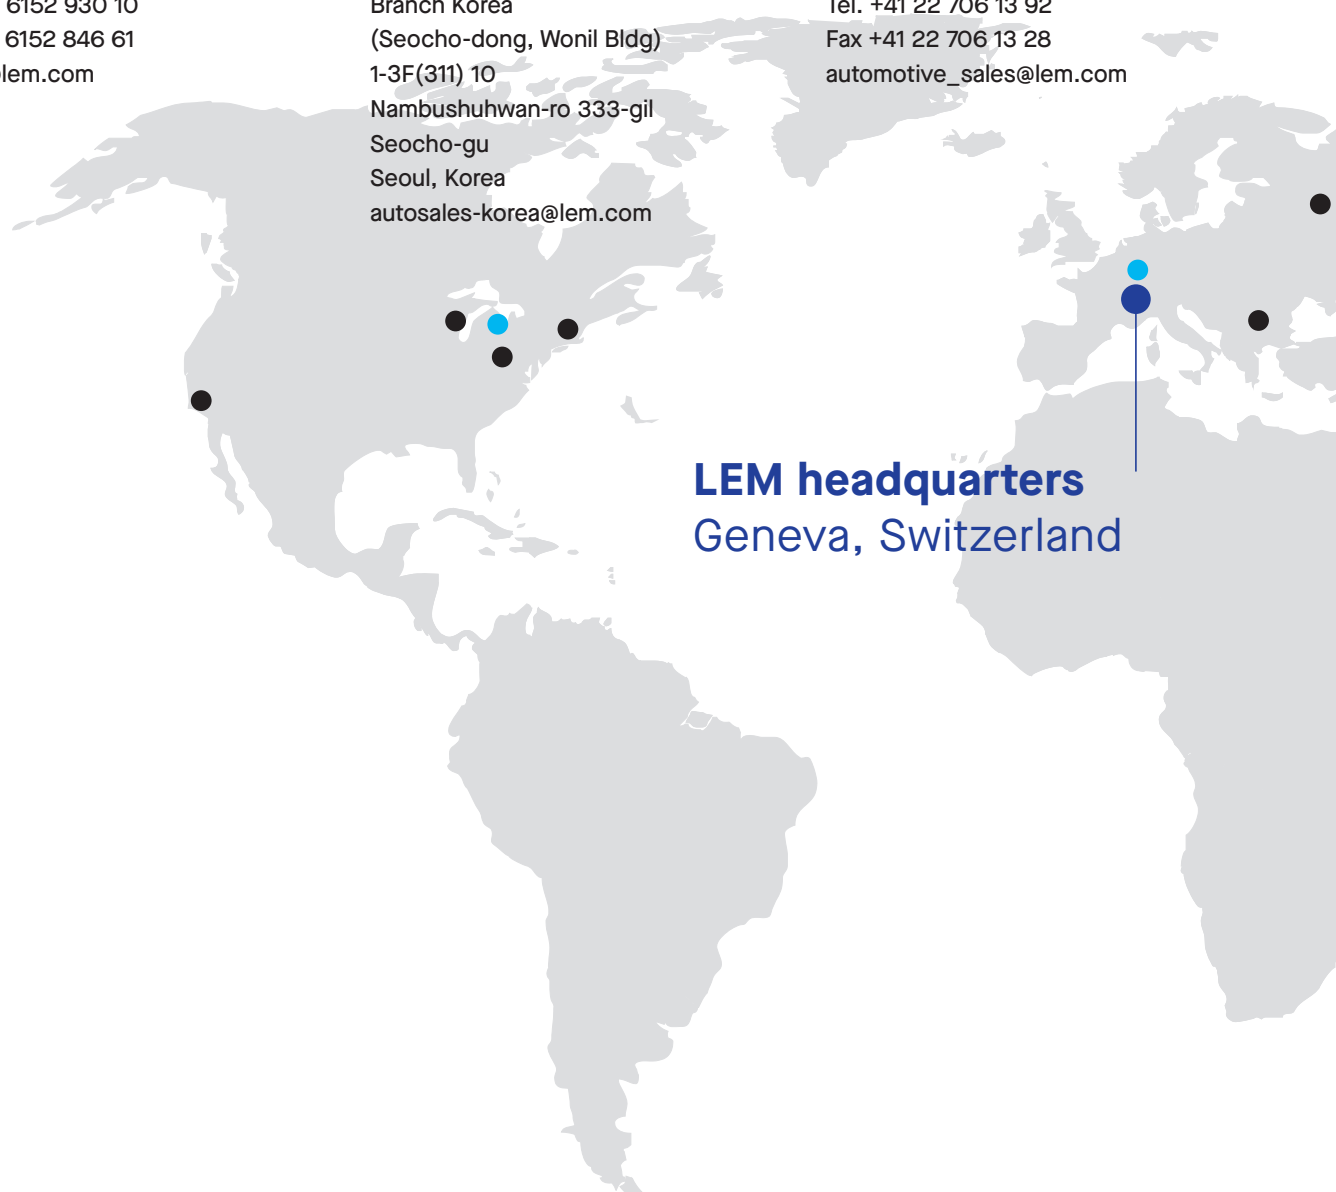 6152 930 10
6152 846 61
lem.com
Branch Korea
(Seocho-dong, Wonil Bldg)
1-3F(311) 10
Nambushuhwan-ro 333-gil
Seocho-gu
Seoul, Korea
autosales-korea@lem.com
Tel. +41 22 706 13 92
Fax +41 22 706 13 28
automotive_sales@lem.com
LEM headquarters
Geneva, Switzerland